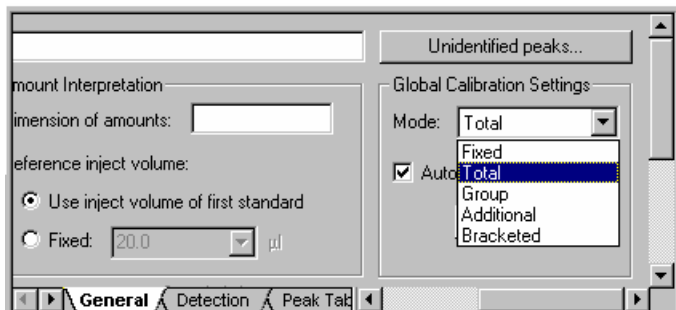 Unidentified peaks...
mount Interpretation
imension of amounts:
eference inject volume:
Use inject volume of first standard
Fixed: 20.0 µl
Global Calibration Settings
Mode: Total
Auto
Fixed
Total
Group
Additional
Bracketed
General Detection Peak Tab